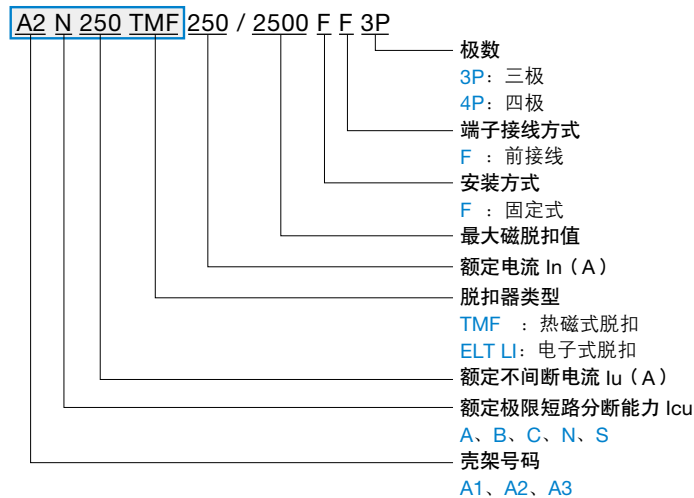 A2 N 250 TMF 250 / 2500 F F 3P
极数
3P：三极
4P：四极
端子接线方式
F ：前接线
安装方式
F ：固定式
最大磁脱扣值
额定电流 In（A）
脱扣器类型
TMF ：热磁式脱扣
ELT LI：电子式脱扣
额定不间断电流 Iu（A）
额定极限短路分断能力 Icu
A、B、C、N、S
壳架号码
A1、A2、A3